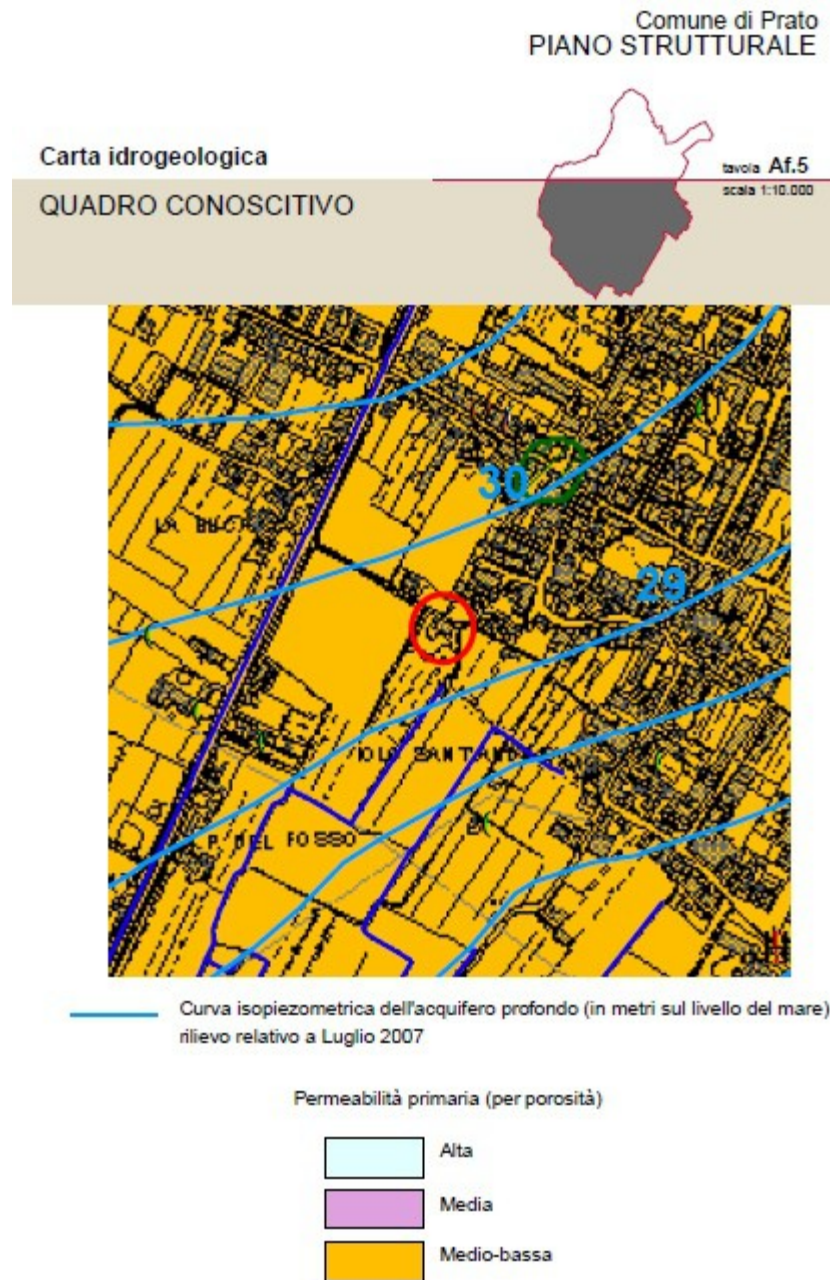 Comune di Prato
PIANO STRUTTURALE
Carta idrogeologica
tavola Af.5
scala 1:10.000
QUADRO CONOSCITIVO
30
29
P. DEL FOSSO
Curva isopiezometrica dell'acquifero profondo (in metri sul livello del mare)
rilievo relativo a Luglio 2007
Permeabilità primaria (per porosità)
Alta
Media
Medio-bassa